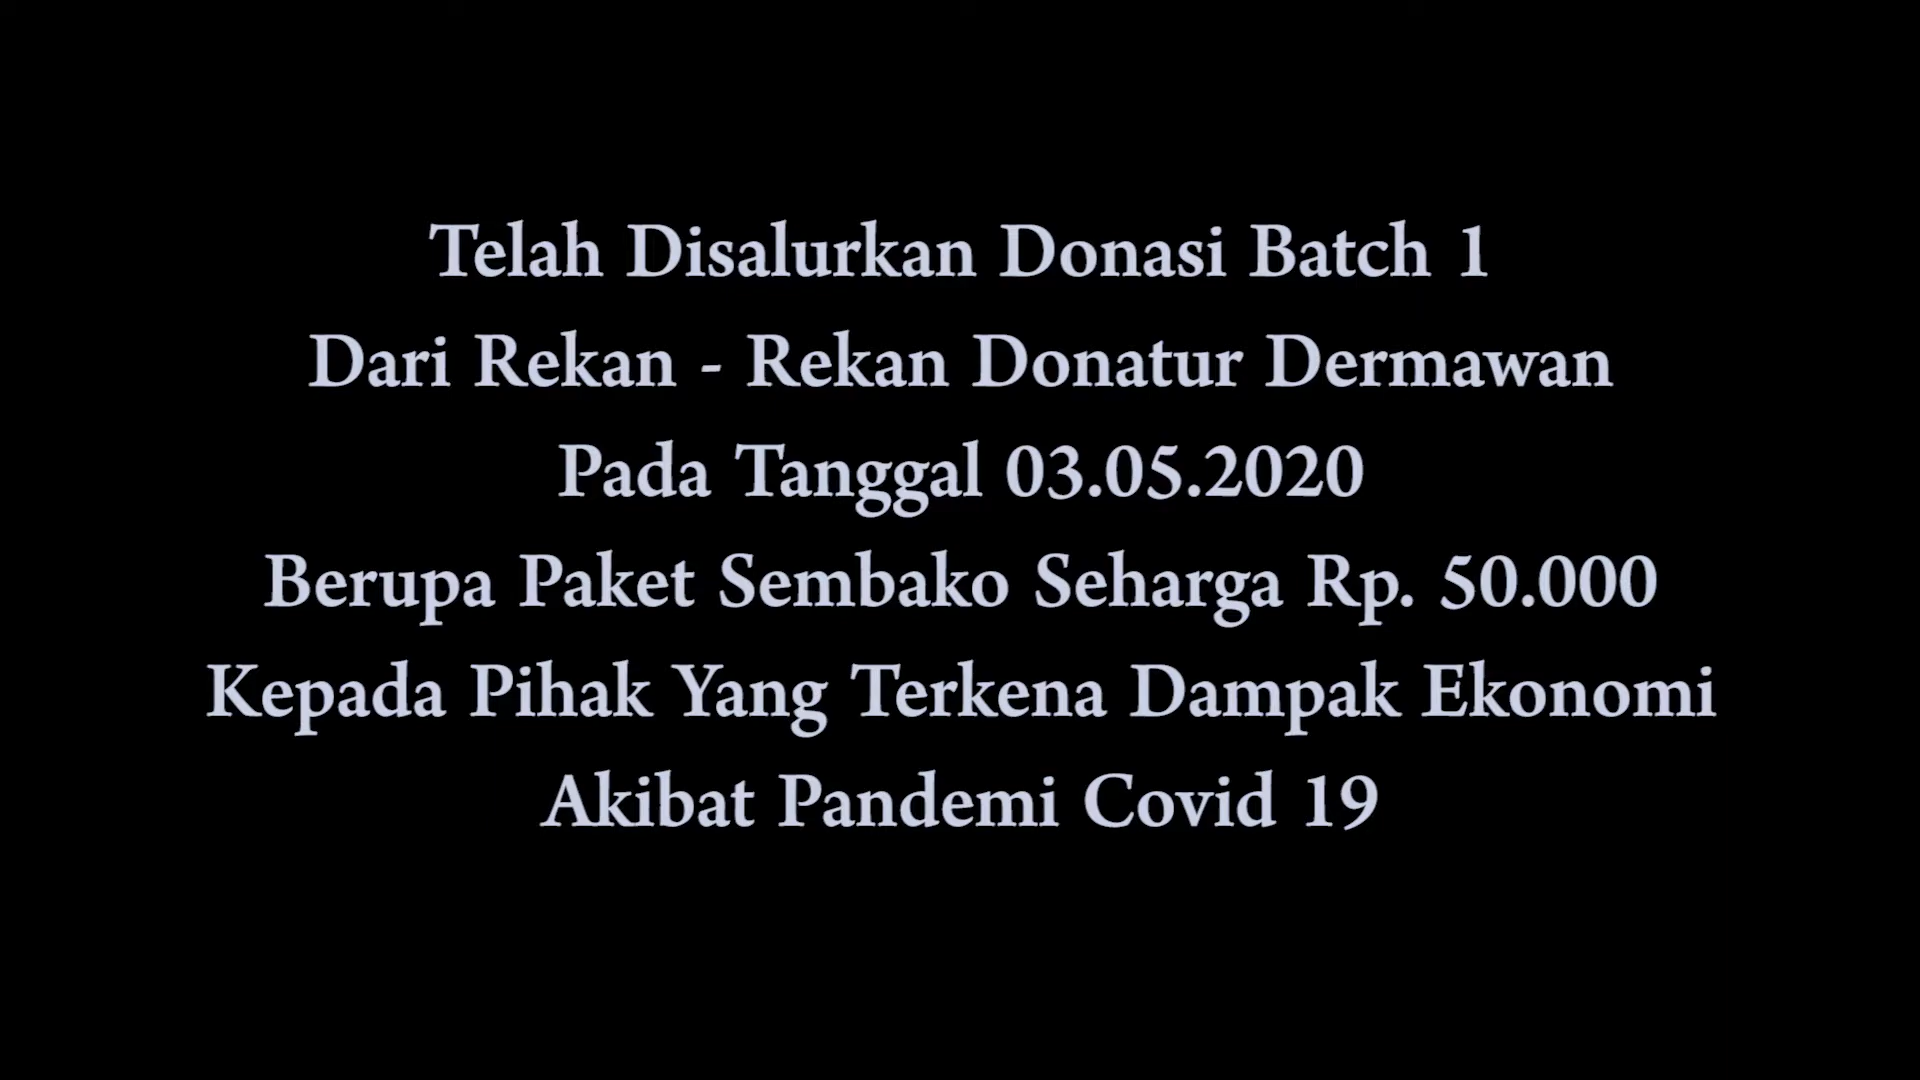 Telah Disalurkan Donasi Batch 1
Dari Rekan - Rekan Donatur Dermawan
Pada Tanggal 03.05.2020
Berupa Paket Sembako Seharga Rp. 50.000
Kepada Pihak Yang Terkena Dampak Ekonomi
Akibat Pandemi Covid 19